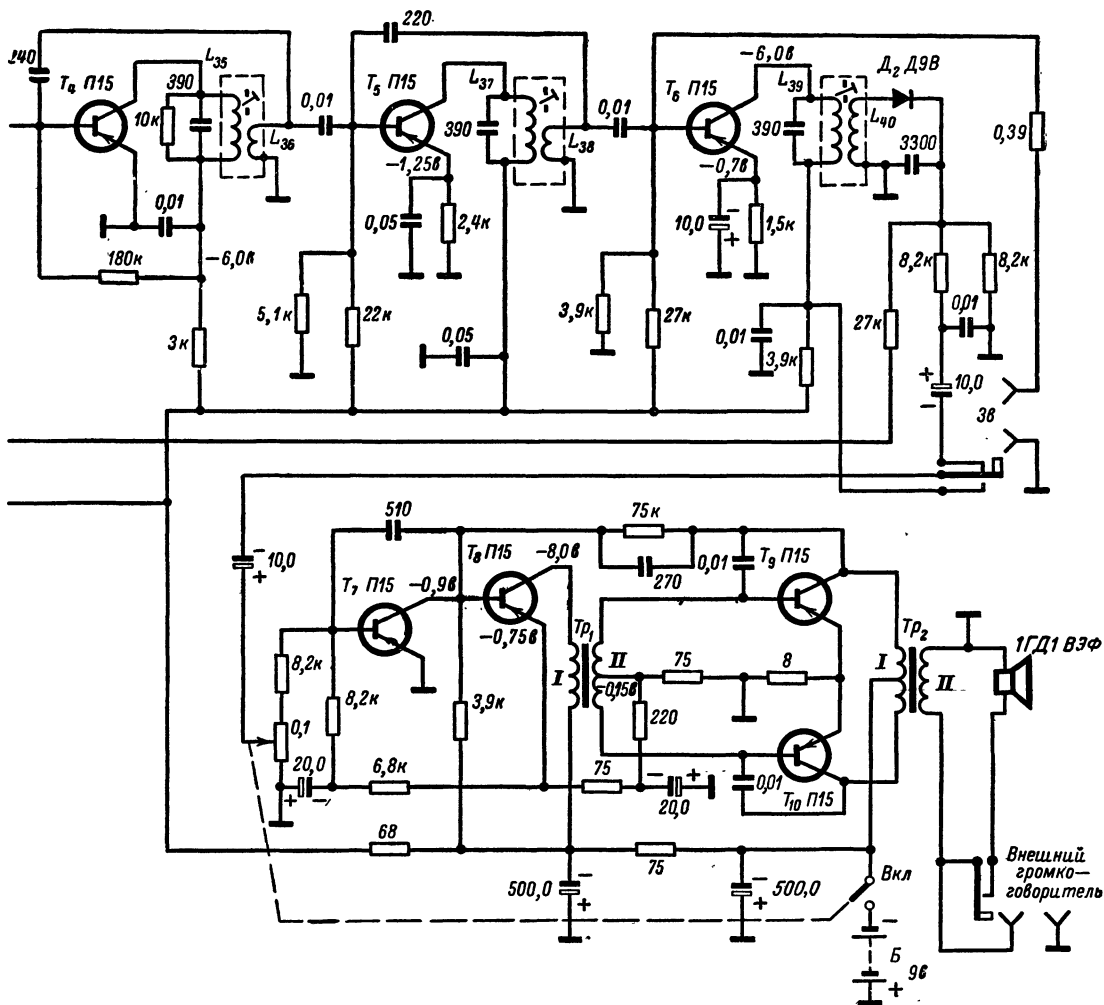 220
-6,0в
240
T4 П15
390
L35
10к
L36
0,01
T5 П15
L37
390
L38
0,01
T6 П15
L39
390
L40
Д2 Д9В
3300
0,39
-1,25в
-0,7в
0,01
0,05
2,4к
10,0
-
+
1,5к
180к
-6,0в
8,2к
8,2к
3к
5,1к
22к
0,05
3,9к
27к
0,01
3,9к
27к
0,01
+
10,0
-
Зв
510
75к
T8 П15
-8,0в
270
0,01
T9 П15
-
10,0
+
T7 П15
-0,9в
-0,75в
Тр1
Тр2
1ГД1 ВЭФ
8,2к
8,2к
I
II
75
8
I
II
-0,15в
3,9к
220
0,1
20,0
+ -
6,8к
75
- +
20,0
0,01
T10 П15
68
75
Вкл
Внешний
громко-
говоритель
500,0
-
+
-
+
500,0
-
Б
+ 9в